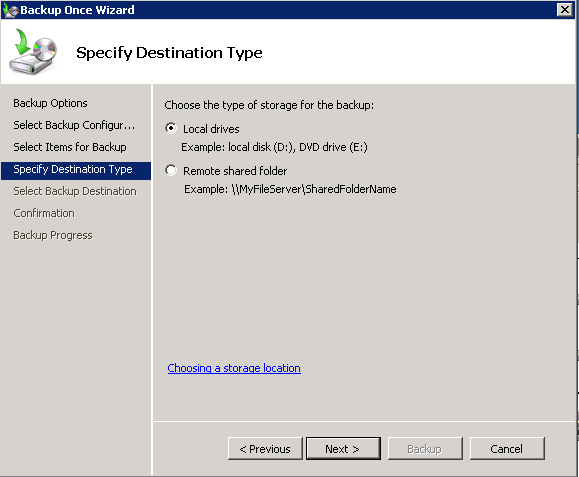 Backup Once Wizard
Specify Destination Type
Backup Options
Select Backup Configur...
Select Items for Backup
Specify Destination Type
Select Backup Destination
Confirmation
Backup Progress
Choose the type of storage for the backup:
Local drives
Example: local disk (D:), DVD drive (E:)
Remote shared folder
Example: \\MyFileServer\SharedFolderName
Choosing a storage location
< Previous
Next >
Backup
Cancel